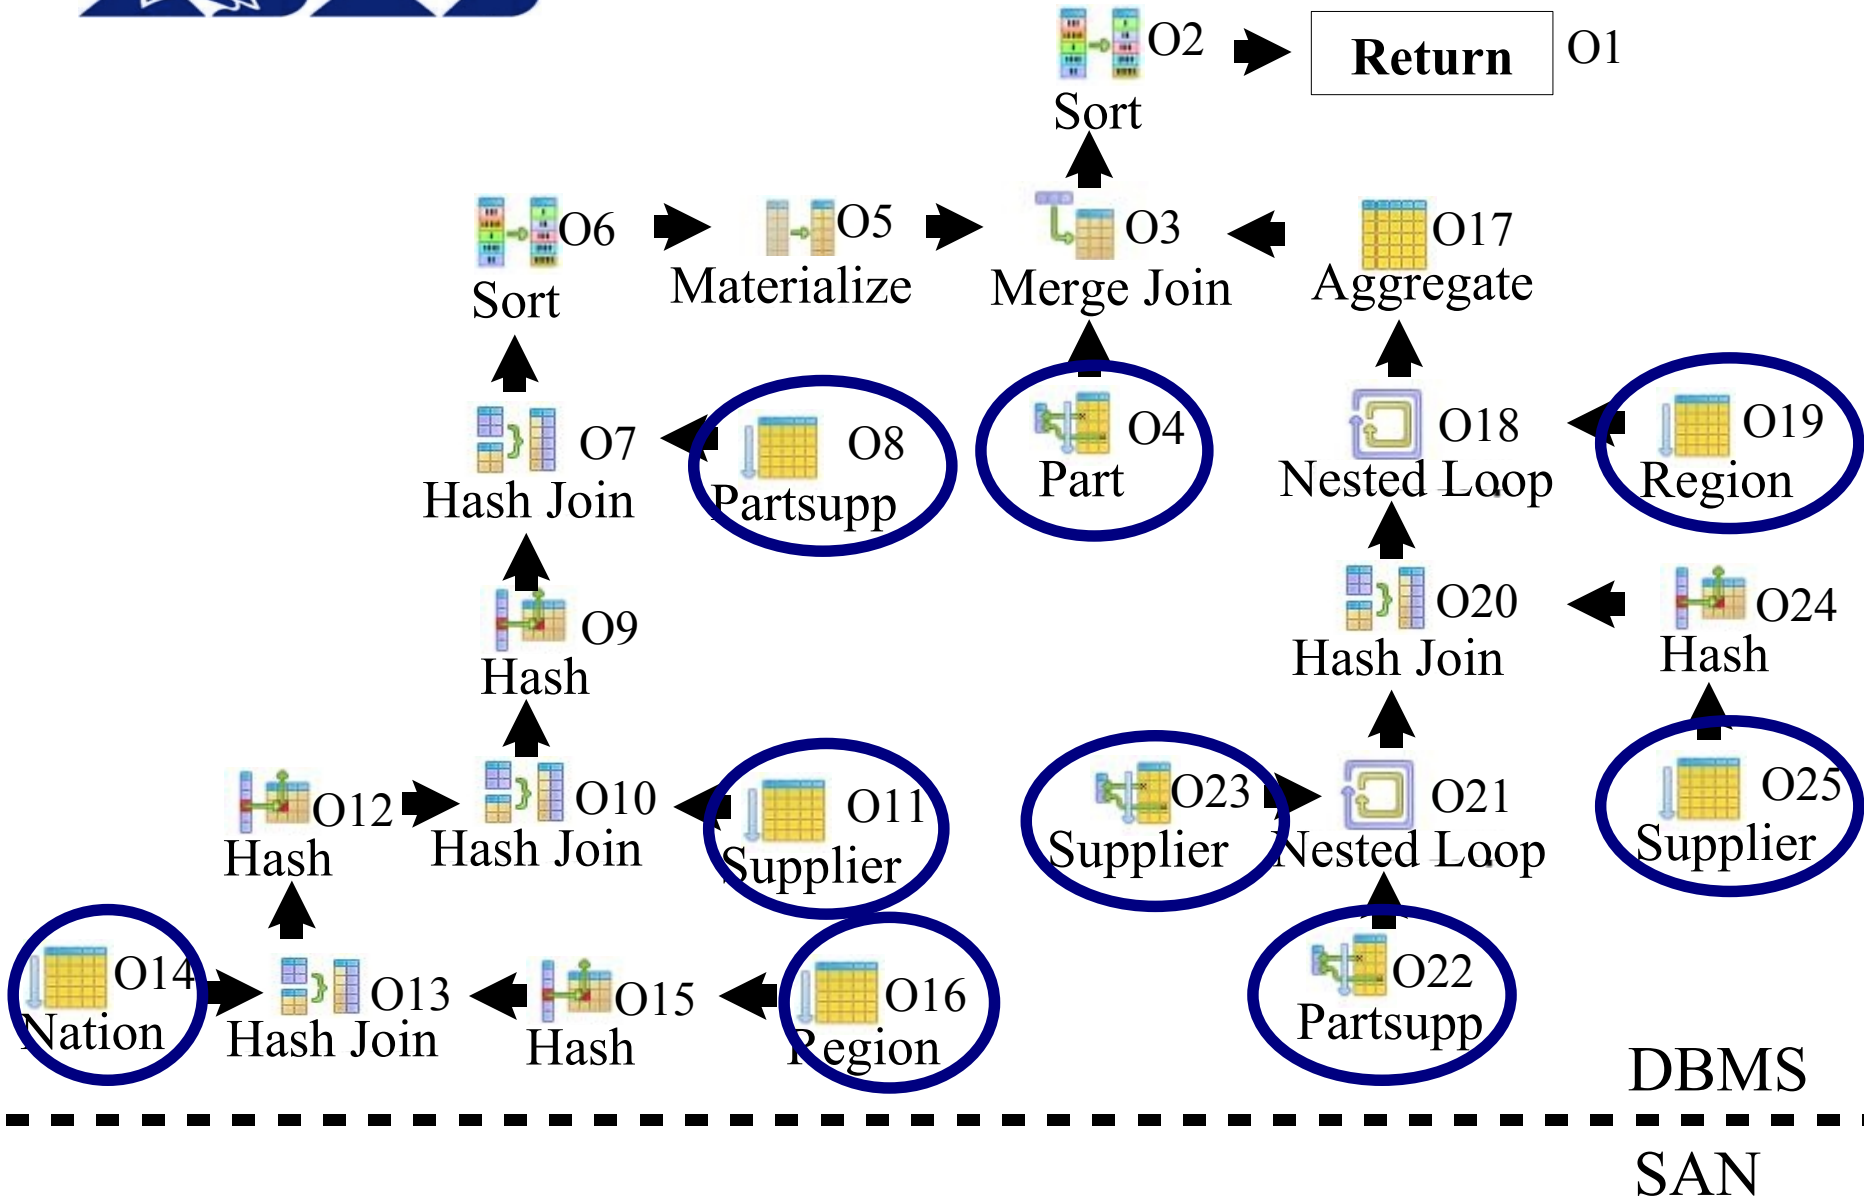 O2
Return
O1
Sort
O6
O5
O3
O17
Sort
Materialize
Merge Join
Aggregate
O7
O8
O4
O18
O19
Hash Join
Partsupp
Part
Nested Loop
Region
O9
O20
O24
Hash
Hash Join
Hash
O12
O10
O11
O23
O21
O25
Hash
Hash Join
Supplier
Supplier
Nested Loop
Supplier
O14
O13
O15
O16
O22
Nation
Hash Join
Hash
Region
Partsupp
DBMS
SAN